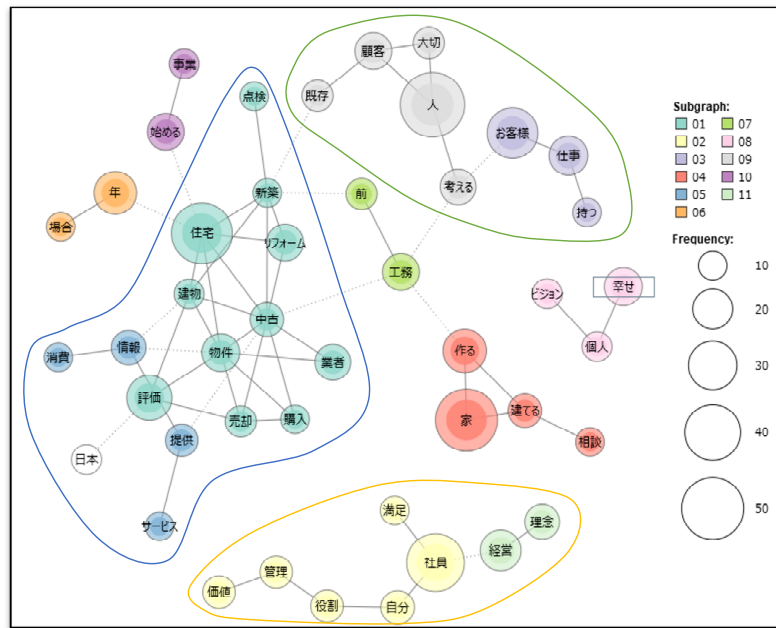 事業
始める
年
場合
点検
新築
住宅
リフォーム
建物
中古
消費
情報
物件
業者
評価
売却
購入
日本
提供
サービス
顧客
大切
既存
人
お客様
仕事
考える
持つ
前
工務
ビジョン
幸せ
個人
作る
家
建てる
相談
満足
社員
経営
理念
管理
価値
役割
自分
Subgraph:
01
02
03
04
05
06
07
08
09
10
11
Frequency:
10
20
30
40
50